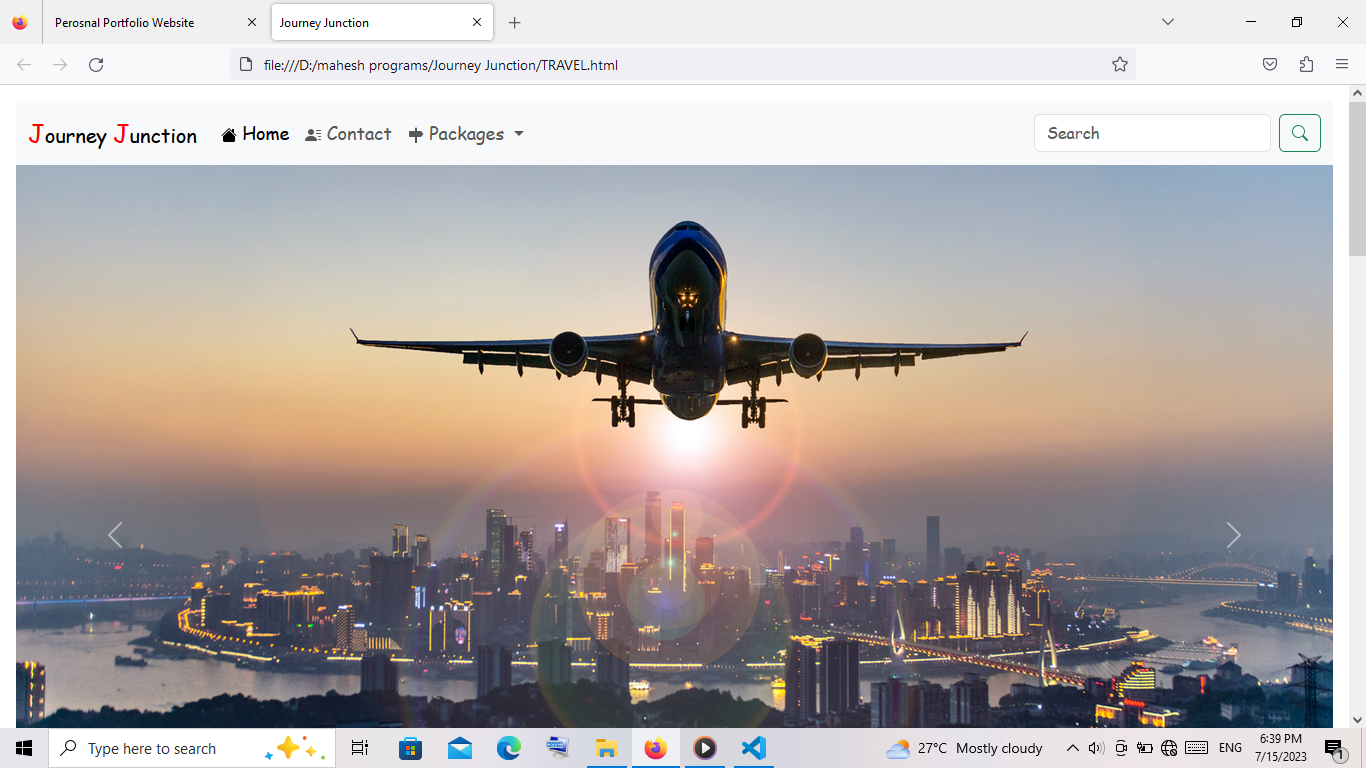 Perosnal Portfolio Website
Journey Junction
file:///D:/mahesh programs/Journey Junction/TRAVEL.html
Journey Junction Home Contact Packages Search
Type here to search
27°C Mostly cloudy
ENG
6:39 PM
7/15/2023
1